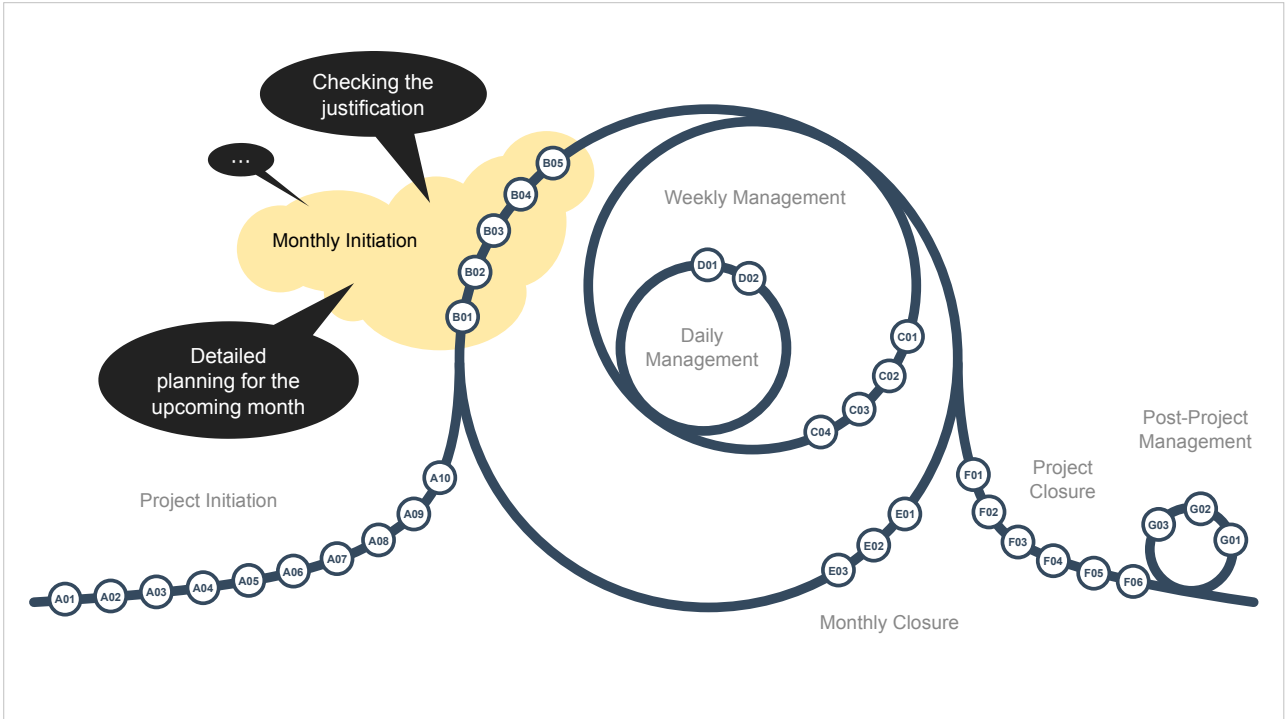 Checking the
justification
...
Monthly Initiation
Detailed
planning for the
upcoming month
B05
B04
B03
B02
B01
Weekly Management
D01
D02
Daily
Management
C01
C02
C03
C04
Project Initiation
A01
A02
A03
A04
A05
A06
A07
A08
A09
A10
E01
E02
E03
Monthly Closure
Project
Closure
F01
F02
F03
F04
F05
F06
Post-Project
Management
G03
G02
G01